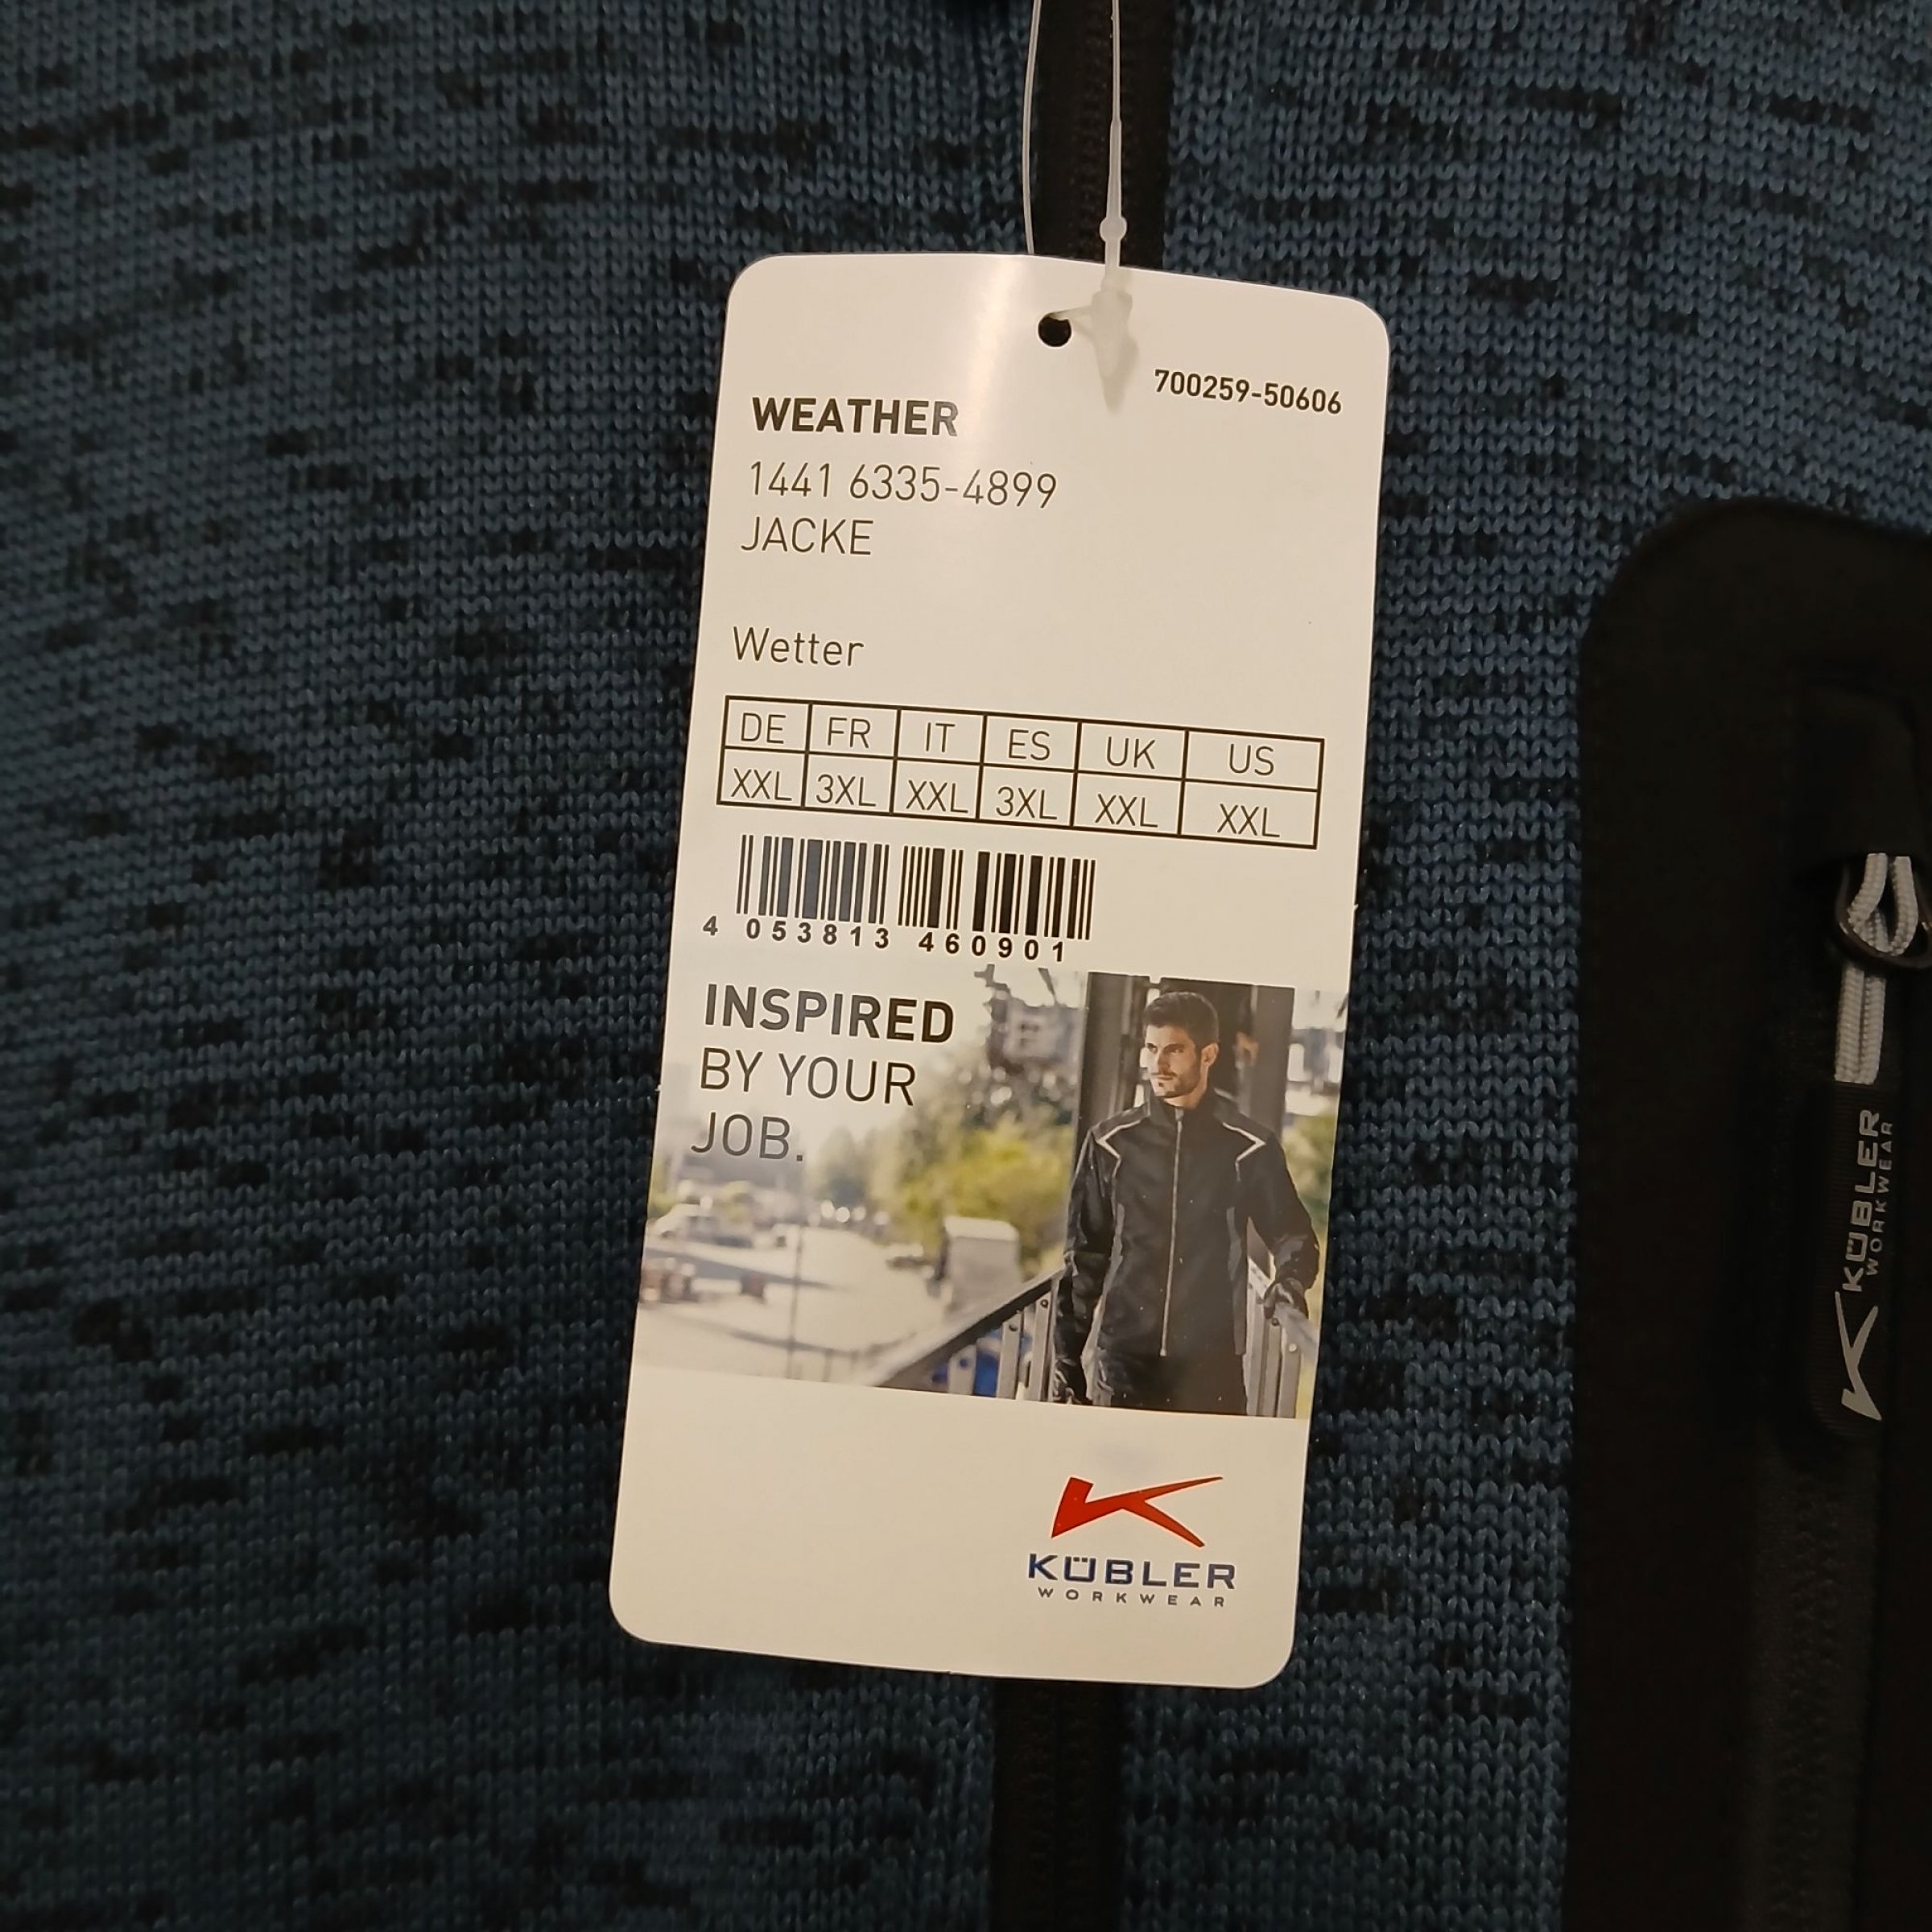 700259-50606
WEATHER
1441 6335-4899
JACKE
Wetter
DE FR IT ES UK US
XXL 3XL XXL 3XL XXL XXL
4 053813 460901
INSPIRED
BY YOUR
JOB.
KÜBLER
WORKWEAR
KÜBLER
WORKWEAR